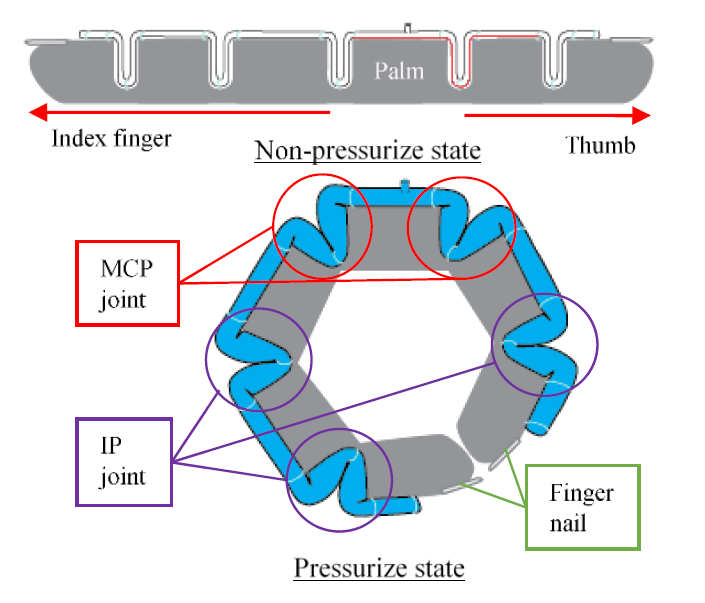 Palm
Index finger
Thumb
Non-pressurize state
MCP
joint
IP
joint
Finger
nail
Pressurize state